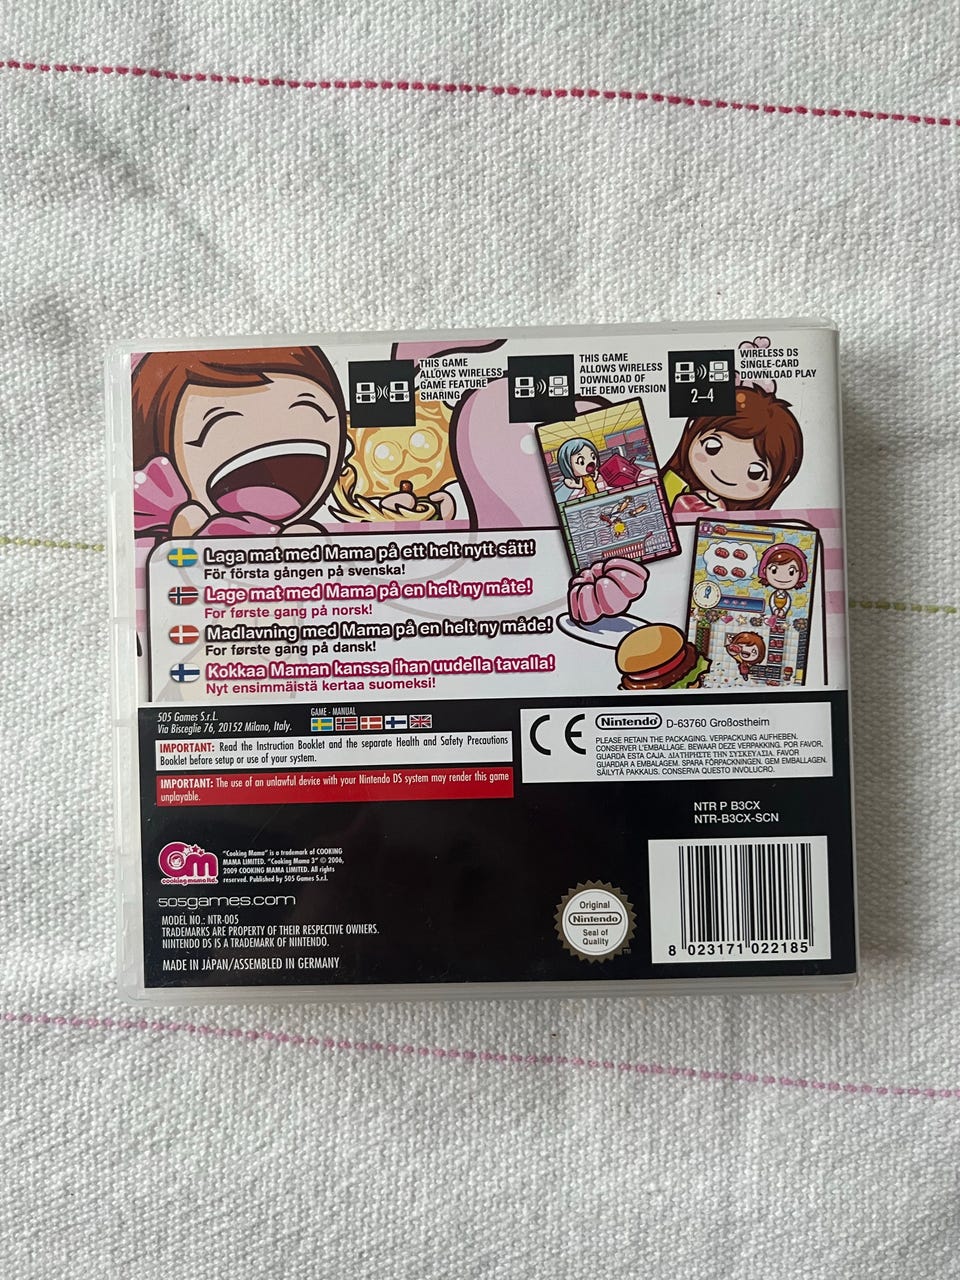 THIS GAME
ALLOWS WIRELESS
GAME FEATURE
SHARING
THIS GAME
ALLOWS WIRELESS
DOWNLOAD OF
THE DEMO VERSION
2–4
WIRELESS DS
SINGLE-CARD
DOWNLOAD PLAY
Laga mat med Mama på ett helt nytt sätt!
För första gången på svenska!
Lage mat med Mama på en helt ny måte!
For første gang på norsk!
Madlavning med Mama på en helt ny måde!
For første gang på dansk!
Kokkaa Maman kanssa ihan uudella tavalla!
Nyt ensimmäistä kertaa suomeksi!
505 Games S.r.L.
Via Bisceglie 76, 20152 Milano, Italy.
GAME - MANUAL
IMPORTANT: Read the Instruction Booklet and the separate Health and Safety Precautions
Booklet before setup or use of your system.
IMPORTANT: The use of an unlawful device with your Nintendo DS system may render this game
unplayable.
CE
Nintendo D-63760 Großostheim
PLEASE RETAIN THE PACKAGING. VERPACKUNG AUFHEBEN.
CONSERVER L'EMBALLAGE. BEWAAR DEZE VERPAKKING. POR FAVOR,
GUARDA ESTA CAJA. ΔΙΑΤΗΡΗΣΤΕ ΤΗΝ ΣΥΣΚΕΥΑΣΙΑ. FAVOR
GUARDAR A EMBALAGEM. SPARA FÖRPACKNINGEN. GEM EMBALLAGEN.
SÄILYTÄ PAKKAUS. CONSERVA QUESTO INVOLUCRO.
NTR P B3CX
NTR-B3CX-SCN
cooking mama ltd.
"Cooking Mama" is a trademark of COOKING
MAMA LIMITED. "Cooking Mama 3" © 2006,
2009 COOKING MAMA LIMITED. All rights
reserved. Published by 505 Games S.r.l.
505games.com
MODEL NO.: NTR-005
TRADEMARKS ARE PROPERTY OF THEIR RESPECTIVE OWNERS.
NINTENDO DS IS A TRADEMARK OF NINTENDO.
MADE IN JAPAN/ASSEMBLED IN GERMANY
Original
Nintendo
Seal of
Quality
TM
8 023171 022185